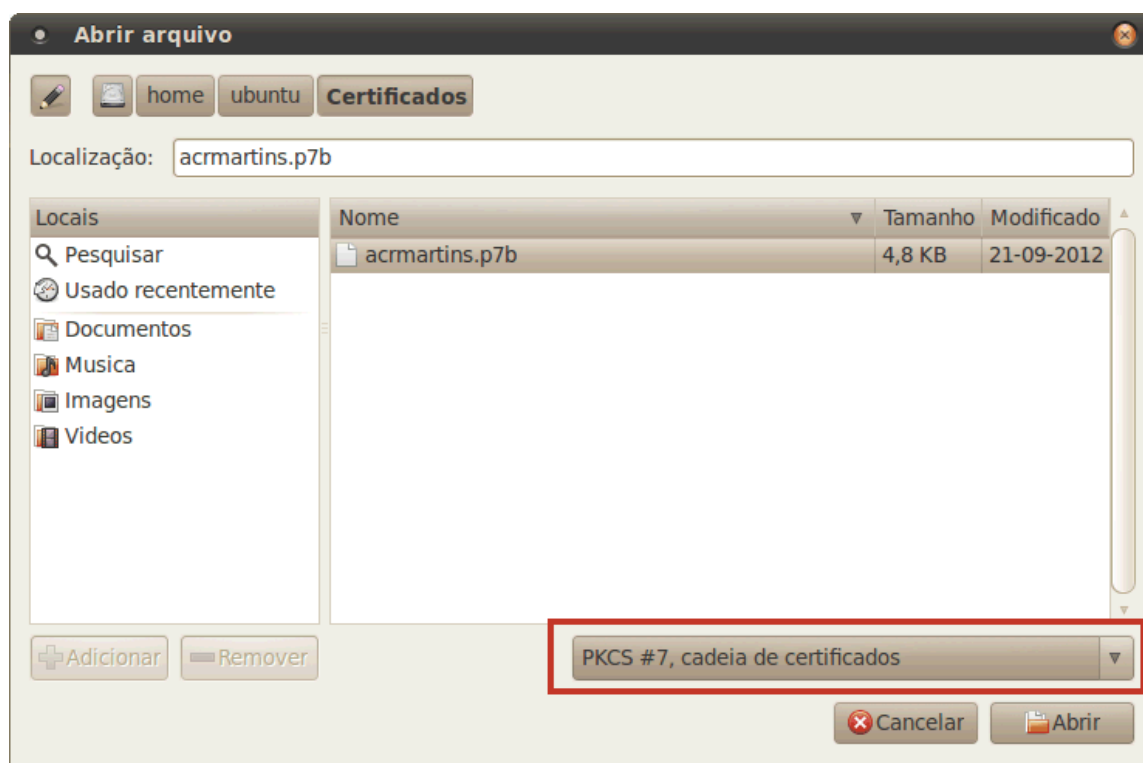 Abrir arquivo
home ubuntu Certificados
Localização: acrmartins.p7b
Locais
Pesquisar
Usado recentemente
Documentos
Musica
Imagens
Videos
Nome Tamanho Modificado
acrmartins.p7b 4,8 KB 21-09-2012
Adicionar Remover
PKCS #7, cadeia de certificados
Cancelar Abrir